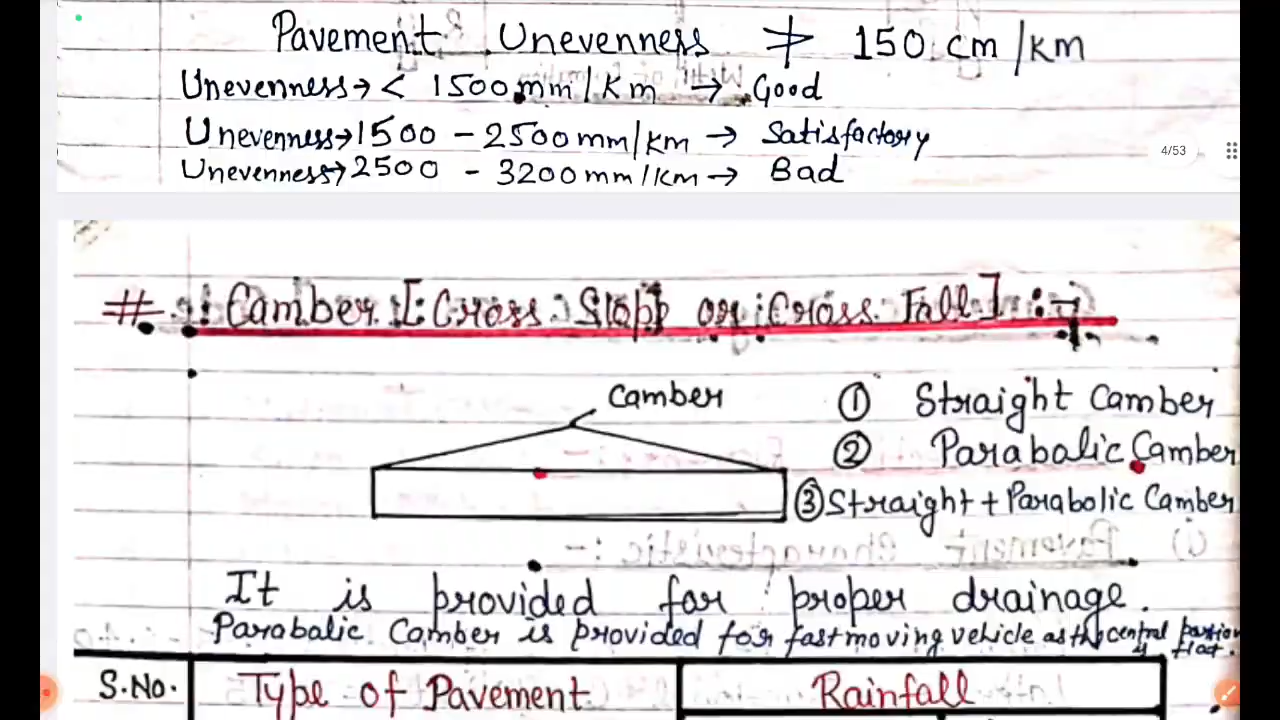 Pavement Unevenness ≯ 150 cm/km
Unevenness → < 1500 mm/Km → Good
Unevenness → 1500 - 2500 mm/km → Satisfactory
Unevenness → 2500 - 3200 mm/km → Bad
4/53
# Camber [Cross Slop or Cross Fall] :-
Camber
① Straight Camber
② Parabalic Camber
③ Straight + Parabolic Camber
It is provided for proper drainage.
Parabalic Camber is provided for fast moving vehicle as the central portion is flat.
S.No. Type of Pavement Rainfall